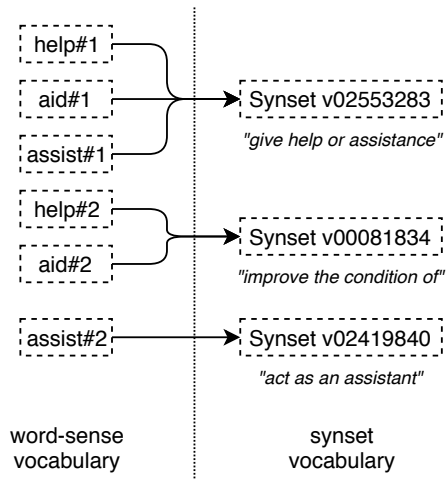 help#1
aid#1
assist#1
help#2
aid#2
assist#2
word-sense
vocabulary
Synset v02553283
"give help or assistance"
Synset v00081834
"improve the condition of"
Synset v02419840
"act as an assistant"
synset
vocabulary